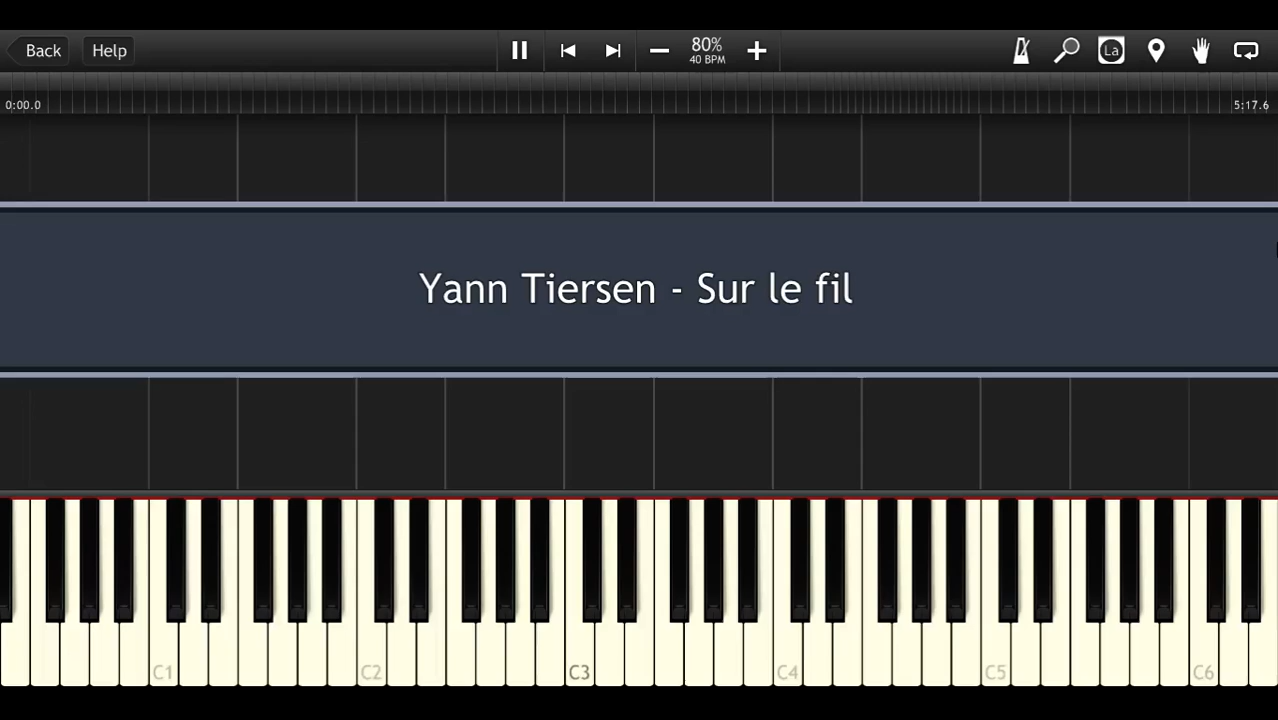 Back Help 80% La
40 BPM
0:00.0 5:17.6
Yann Tiersen - Sur le fil
C1 C2 C3 C4 C5 C6